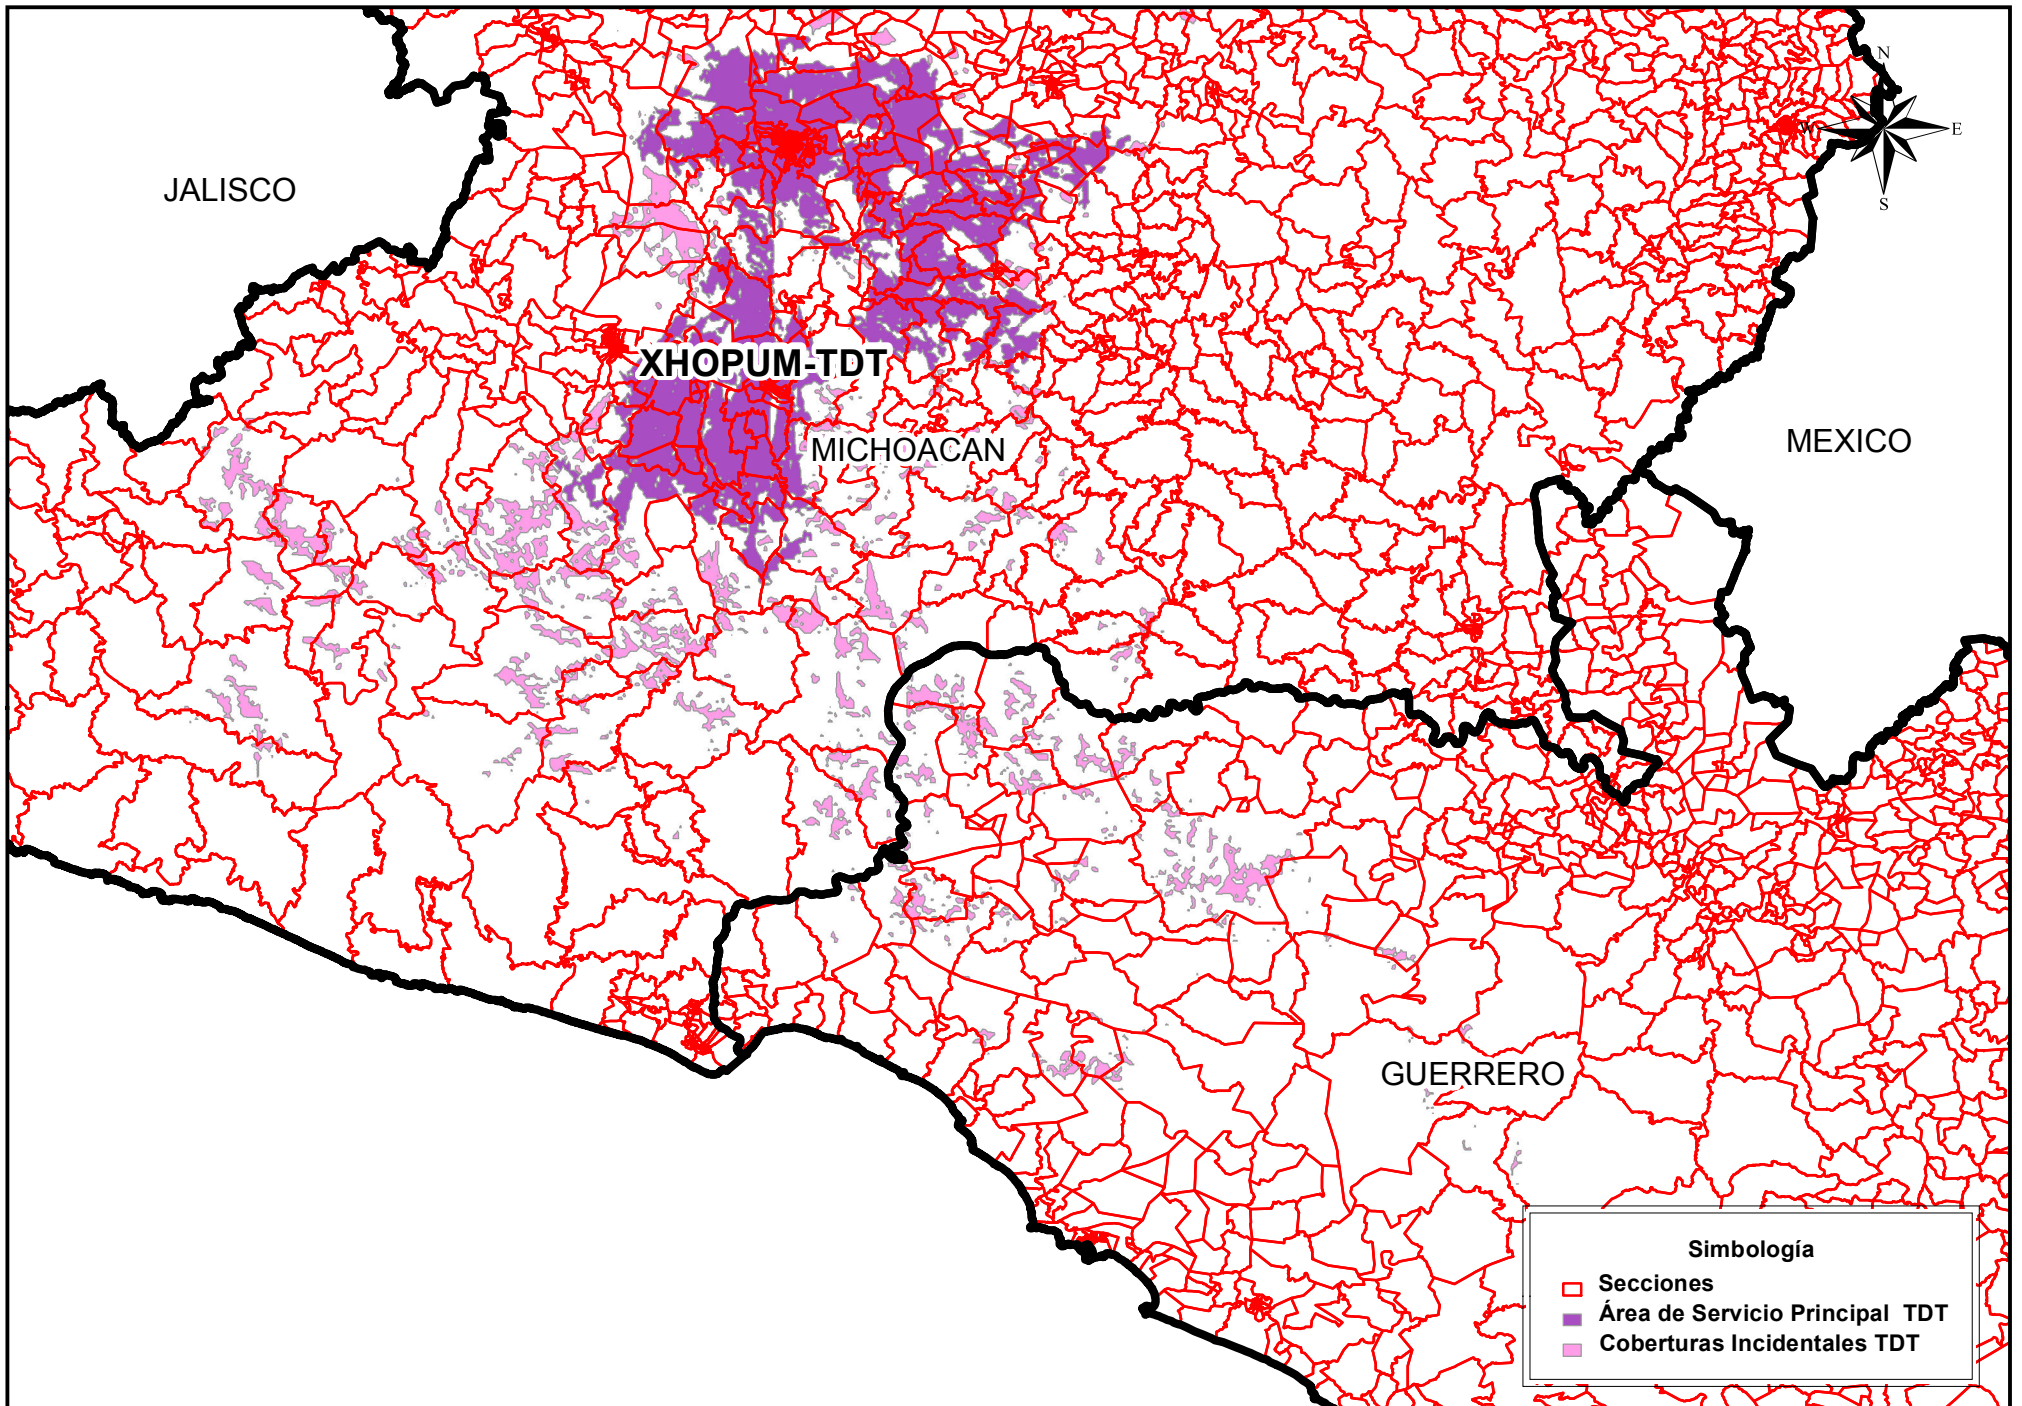 N
W
E
S
JALISCO
XHOPUM-TDT
MICHOACAN
MEXICO
GUERRERO
Simbología
Secciones
Área de Servicio Principal TDT
Coberturas Incidentales TDT